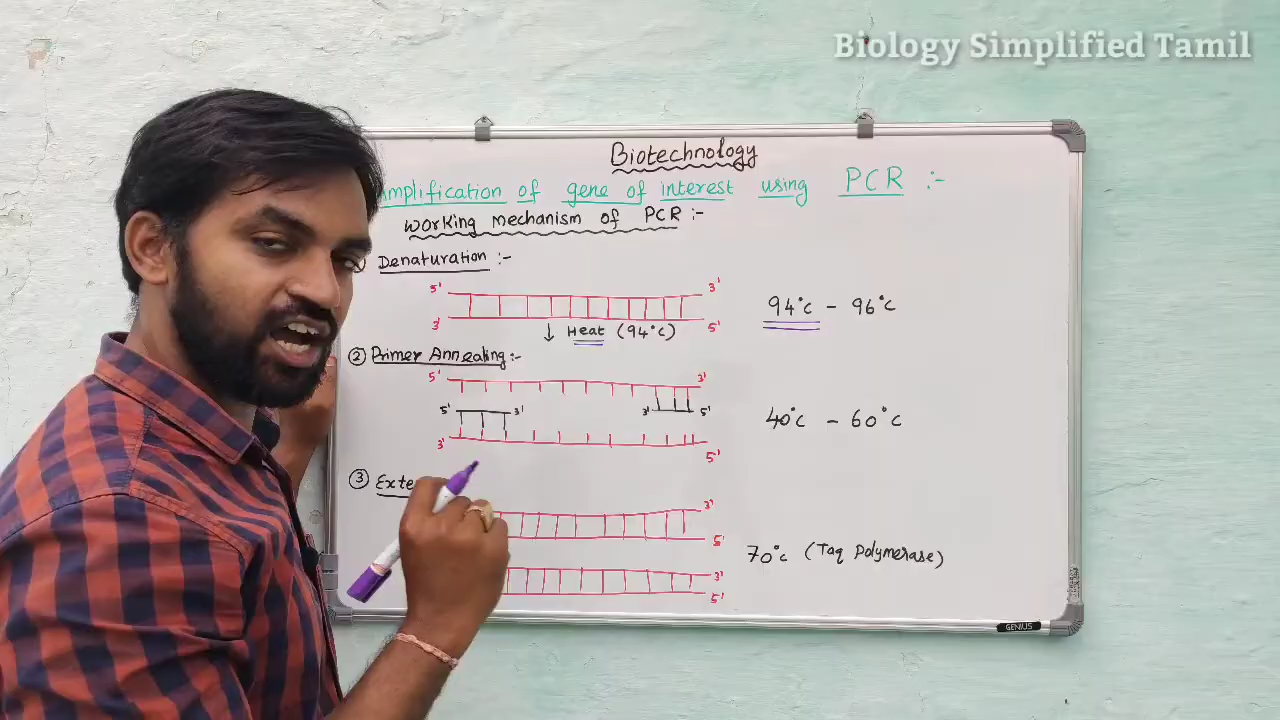 Biology Simplified Tamil
Biotechnology
mplification of gene of interest using PCR :-
Working mechanism of PCR :-
Denaturation :-
5' 3'
3' 5'
94°c - 96°c
↓ Heat (94°c)
② Primer Annealing :-
5' 3'
5' 3' 3' 5'
3' 5'
40°c - 60°c
③ Exte
3'
5'
70°c (Taq Polymerase)
3'
5'
GENIUS